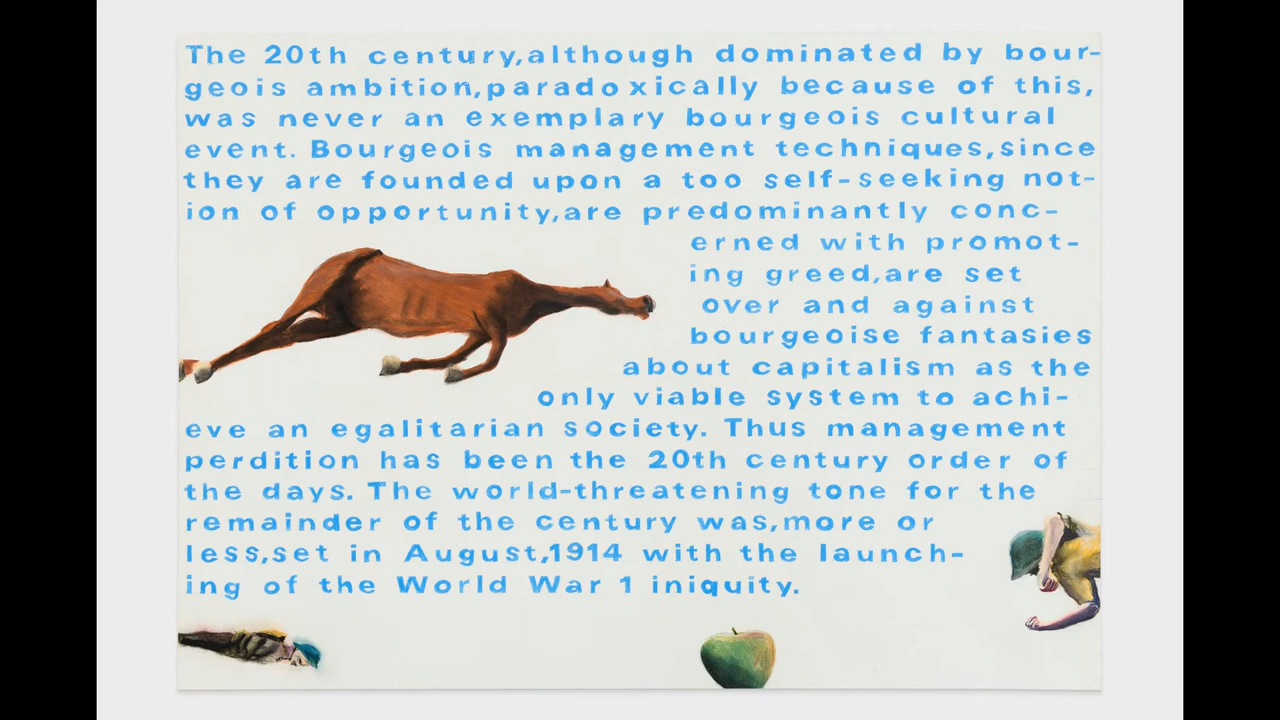 The 20th century,although dominated by bour-
geois ambition,paradoxically because of this,
was never an exemplary bourgeois cultural
event. Bourgeois management techniques,since
they are founded upon a too self-seeking not-
ion of opportunity,are predominantly conc-
erned with promot-
ing greed,are set
over and against
bourgeoise fantasies
about capitalism as the
only viable system to achi-
eve an egalitarian society. Thus management
perdition has been the 20th century order of
the days. The world-threatening tone for the
remainder of the century was,more or
less,set in August,1914 with the launch-
ing of the World War 1 iniquity.